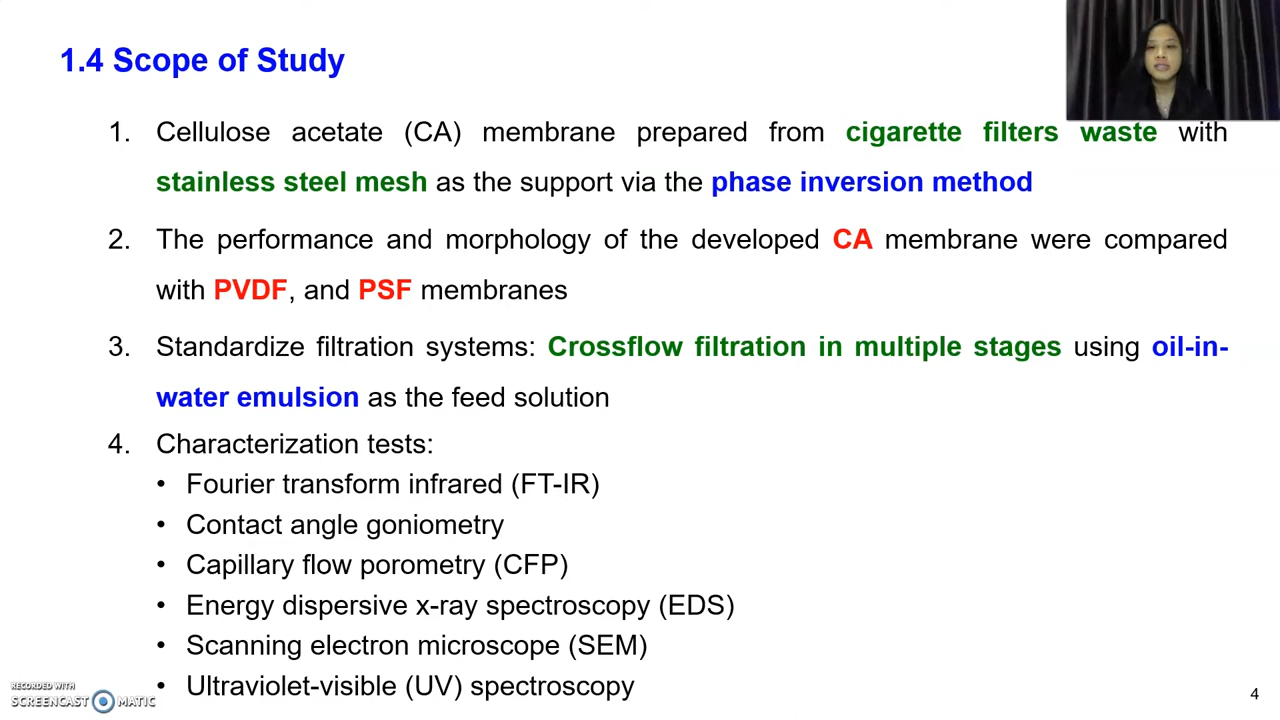 1.4 Scope of Study
1. Cellulose acetate (CA) membrane prepared from cigarette filters waste with
stainless steel mesh as the support via the phase inversion method
2. The performance and morphology of the developed CA membrane were compared
with PVDF, and PSF membranes
3. Standardize filtration systems: Crossflow filtration in multiple stages using oil-in-
water emulsion as the feed solution
4. Characterization tests:
• Fourier transform infrared (FT-IR)
• Contact angle goniometry
• Capillary flow porometry (CFP)
• Energy dispersive x-ray spectroscopy (EDS)
• Scanning electron microscope (SEM)
• Ultraviolet-visible (UV) spectroscopy
RECORDED WITH
SCREENCAST MATIC
4